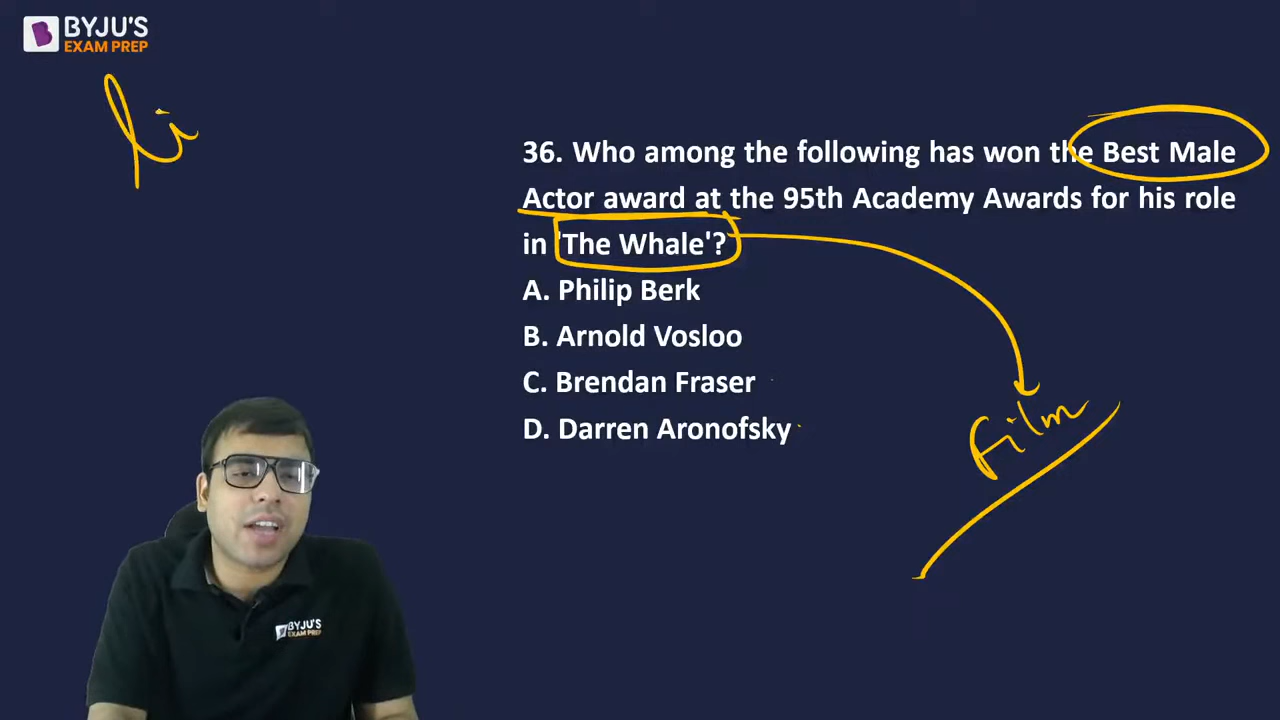 BYJU'S
EXAM PREP
36. Who among the following has won the Best Male
Actor award at the 95th Academy Awards for his role
in 'The Whale'?
A. Philip Berk
B. Arnold Vosloo
C. Brendan Fraser
D. Darren Aronofsky
Film
BYJU'S
EXAM PREP